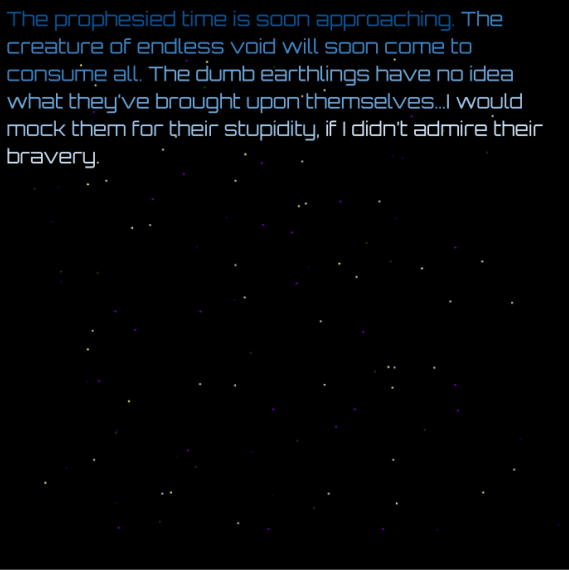 The prophesied time is soon approaching. The
creature of endless void will soon come to
consume all. The dumb earthlings have no idea
what they've brought upon themselves...I would
mock them for their stupidity, if I didn't admire their
bravery.